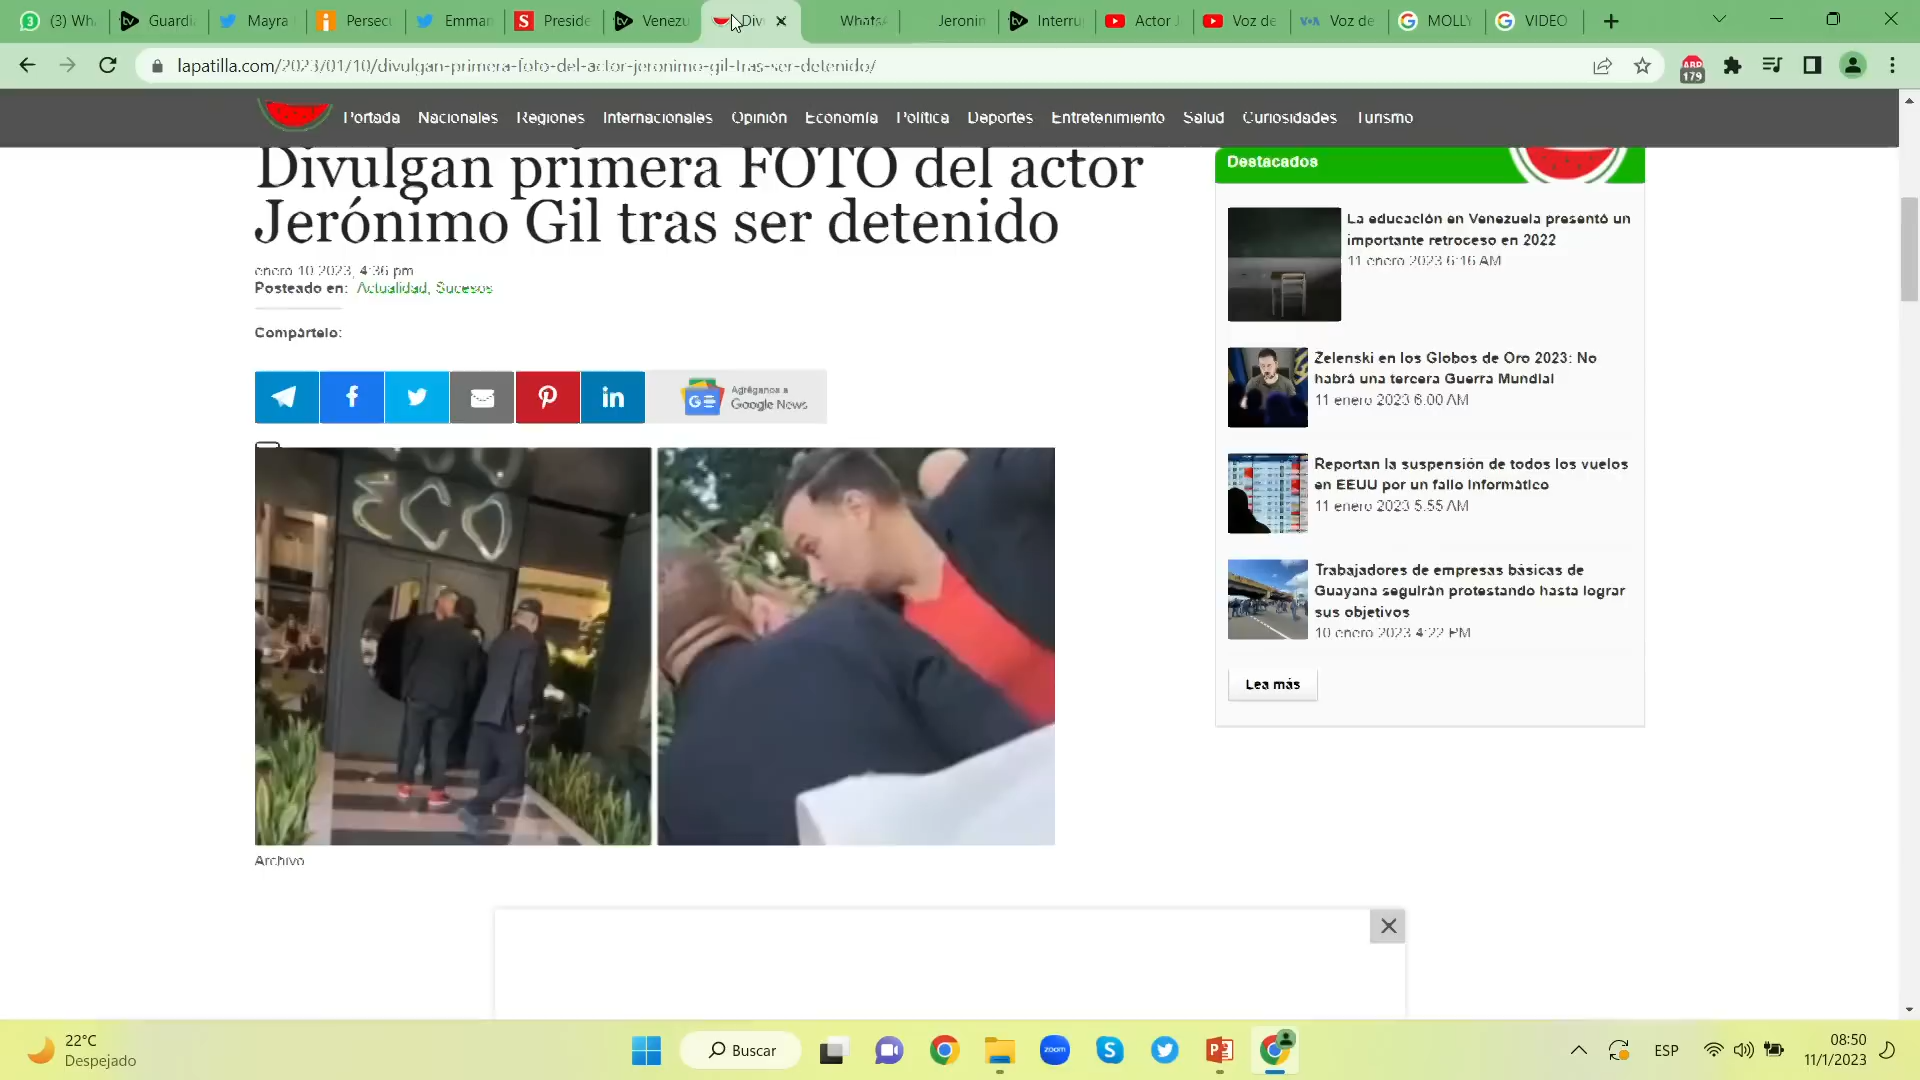 (3) Wh
Guardi
Mayra
Persecu
Emman
Preside
Venezu
Div
Whats
Jeronin
Interru
Actor J
Voz de
VOA Voz de
MOLLY
VIDEO
lapatilla.com/2023/01/10/divulgan-primera-foto-del-actor-jeronimo-gil-tras-ser-detenido/
ABP
179
Portada Nacionales Regiones Internacionales Opinión Economía Política Deportes Entretenimiento Salud Curiosidades Turismo
Divulgan primera FOTO del actor
Jerónimo Gil tras ser detenido
enero 10 2023, 4:36 pm
Posteado en: Actualidad, Sucesos
Compártelo:
Agréganos a
Google News
ECO
Archivo
Destacados
La educación en Venezuela presentó un
importante retroceso en 2022
11 enero 2023 6:16 AM
Zelenski en los Globos de Oro 2023: No
habrá una tercera Guerra Mundial
11 enero 2023 6:00 AM
Reportan la suspensión de todos los vuelos
en EEUU por un fallo informático
11 enero 2023 5:55 AM
Trabajadores de empresas básicas de
Guayana seguirán protestando hasta lograr
sus objetivos
10 enero 2023 4:22 PM
Lea más
22°C
Despejado
Buscar
zoom
ESP
08:50
11/1/2023